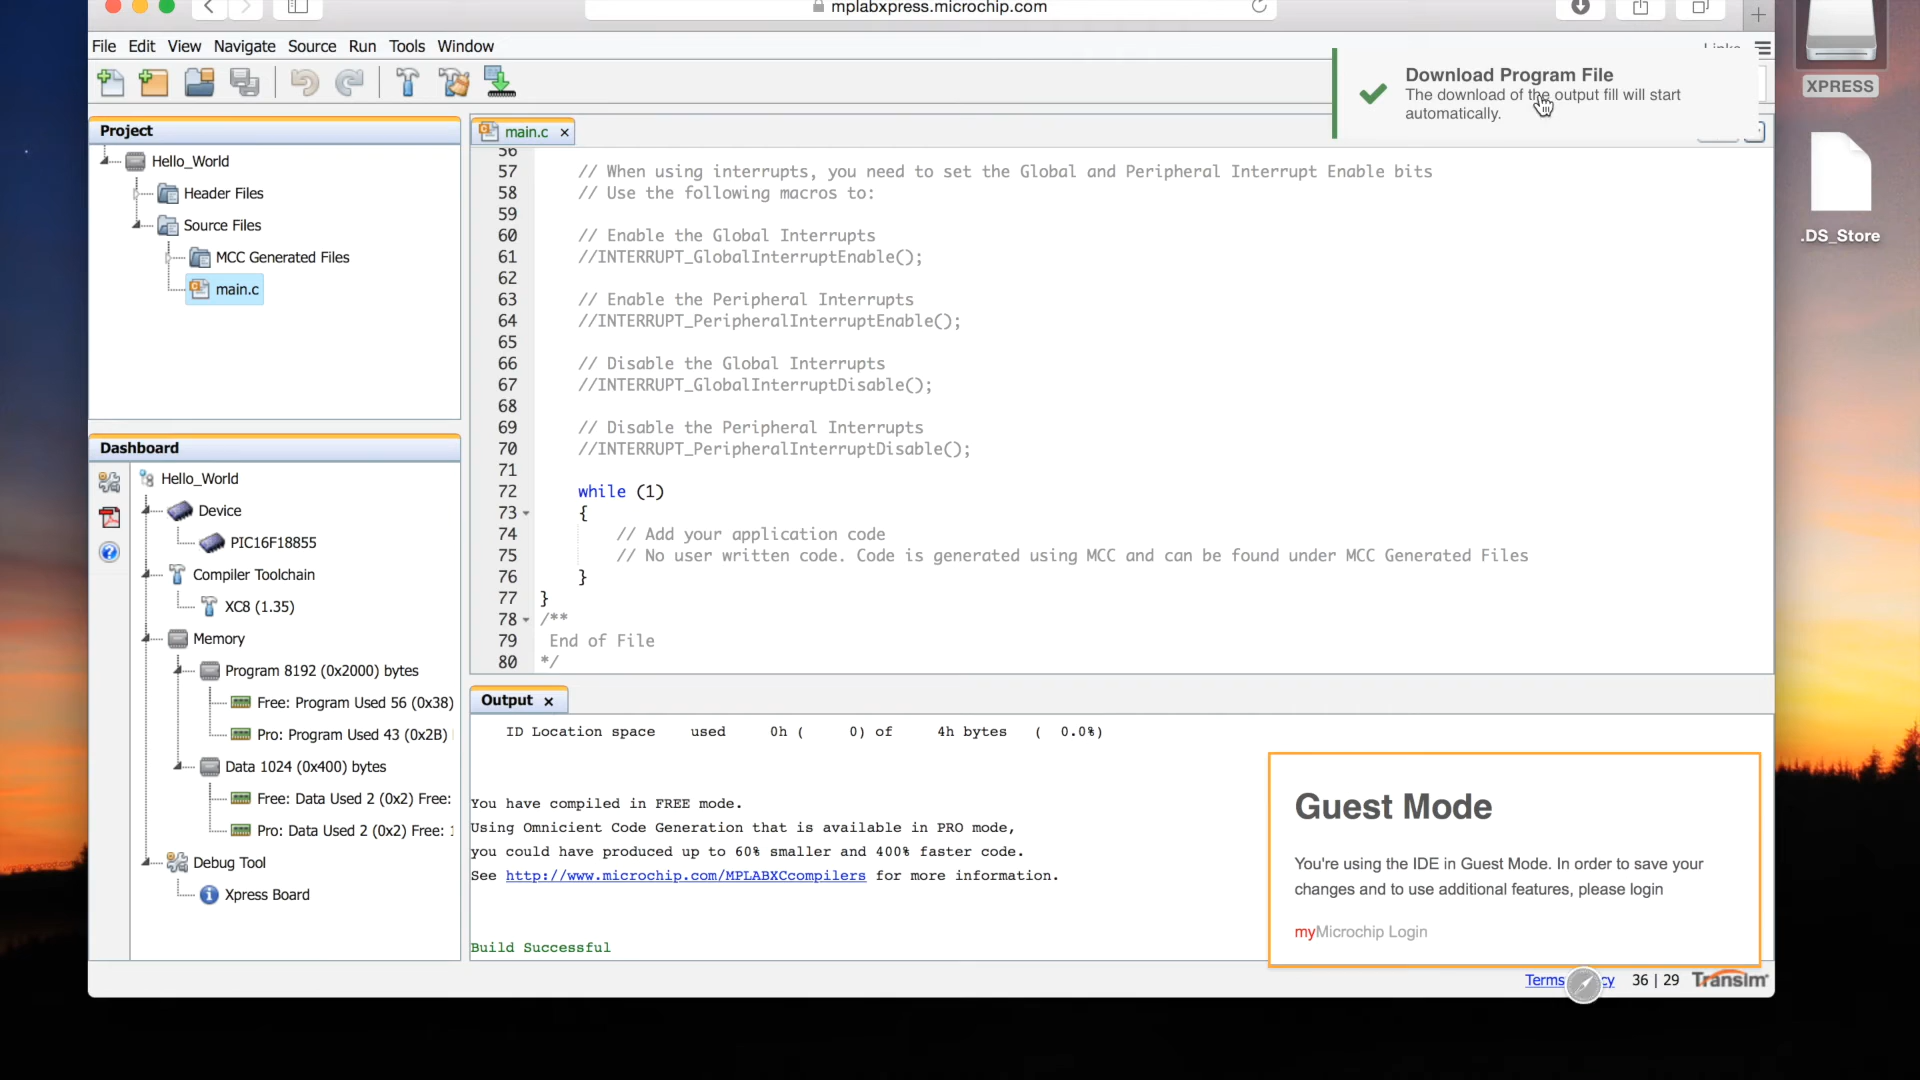 mplabxpress.microchip.com
File Edit View Navigate Source Run Tools Window
Download Program File
The download of the output fill will start
automatically.
XPRESS
.DS_Store
Project
Hello_World
Header Files
Source Files
MCC Generated Files
main.c
main.c
56
57 // When using interrupts, you need to set the Global and Peripheral Interrupt Enable bits
58 // Use the following macros to:
59
60 // Enable the Global Interrupts
61 //INTERRUPT_GlobalInterruptEnable();
62
63 // Enable the Peripheral Interrupts
64 //INTERRUPT_PeripheralInterruptEnable();
65
66 // Disable the Global Interrupts
67 //INTERRUPT_GlobalInterruptDisable();
68
69 // Disable the Peripheral Interrupts
70 //INTERRUPT_PeripheralInterruptDisable();
71
72 while (1)
73 {
74 // Add your application code
75 // No user written code. Code is generated using MCC and can be found under MCC Generated Files
76 }
77 }
78 /**
79 End of File
80 */
Dashboard
Hello_World
Device
PIC16F18855
Compiler Toolchain
XC8 (1.35)
Memory
Program 8192 (0x2000) bytes
Free: Program Used 56 (0x38)
Pro: Program Used 43 (0x2B)
Data 1024 (0x400) bytes
Free: Data Used 2 (0x2) Free:
Pro: Data Used 2 (0x2) Free: 1
Debug Tool
Xpress Board
Output
ID Location space used 0h ( 0) of 4h bytes ( 0.0%)
You have compiled in FREE mode.
Using Omnicient Code Generation that is available in PRO mode,
you could have produced up to 60% smaller and 400% faster code.
See http://www.microchip.com/MPLABXCcompilers for more information.
Build Successful
Guest Mode
You're using the IDE in Guest Mode. In order to save your
changes and to use additional features, please login
myMicrochip Login
Terms cy 36 | 29 Transim